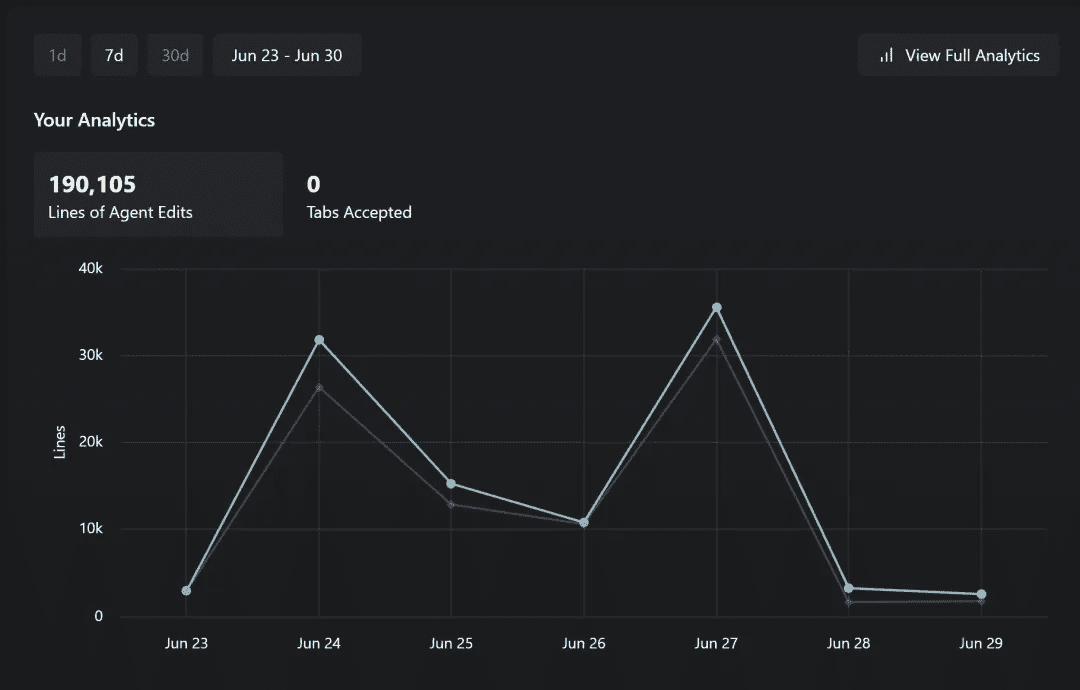 1d 7d 30d Jun 23 - Jun 30 View Full Analytics
Your Analytics
190,105 0
Lines of Agent Edits Tabs Accepted
40k
30k
20k
Lines
10k
0
Jun 23 Jun 24 Jun 25 Jun 26 Jun 27 Jun 28 Jun 29